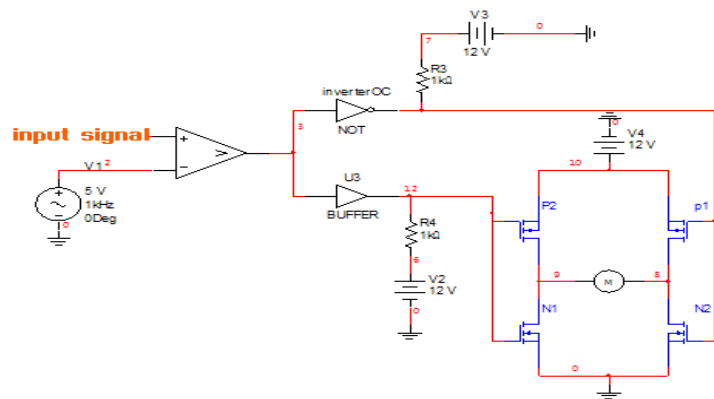 V3
0
7
12 V
R3
1kΩ
inverterOC
NOT
input signal
3
0
V4
12 V
V1
2
5 V
1kHz
0Deg
0
10
U3
BUFFER
12
P2
p1
R4
1kΩ
6
V2
12 V
0
9
M
8
N1
N2
0